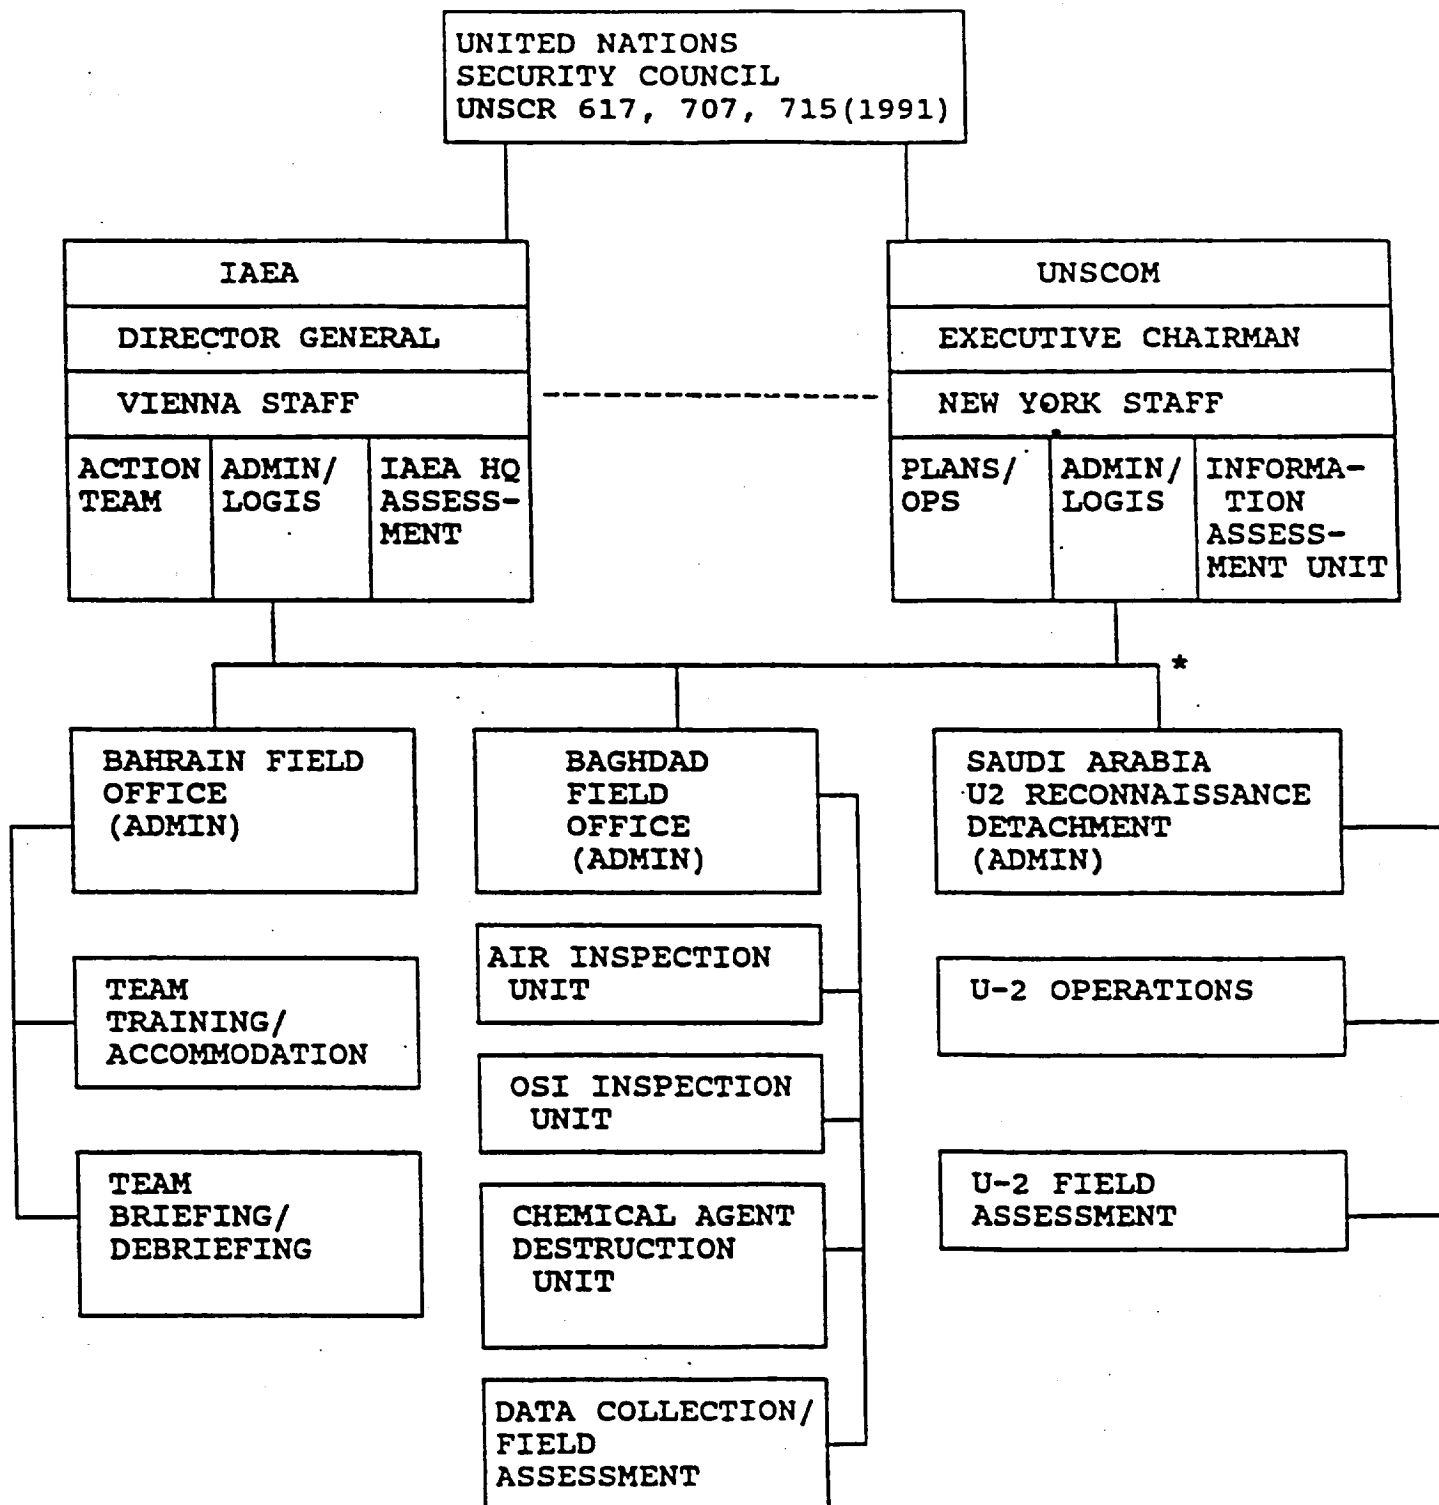 UNITED NATIONS
SECURITY COUNCIL
UNSCR 617, 707, 715(1991)
IAEA
DIRECTOR GENERAL
VIENNA STAFF
ACTION
TEAM
ADMIN/
LOGIS
IAEA HQ
ASSESS-
MENT
UNSCOM
EXECUTIVE CHAIRMAN
NEW YORK STAFF
PLANS/
OPS
ADMIN/
LOGIS
INFORMA-
TION
ASSESS-
MENT UNIT
*
BAHRAIN FIELD
OFFICE
(ADMIN)
TEAM
TRAINING/
ACCOMMODATION
TEAM
BRIEFING/
DEBRIEFING
BAGHDAD
FIELD
OFFICE
(ADMIN)
AIR INSPECTION
UNIT
OSI INSPECTION
UNIT
CHEMICAL AGENT
DESTRUCTION
UNIT
DATA COLLECTION/
FIELD
ASSESSMENT
SAUDI ARABIA
U2 RECONNAISSANCE
DETACHMENT
(ADMIN)
U-2 OPERATIONS
U-2 FIELD
ASSESSMENT